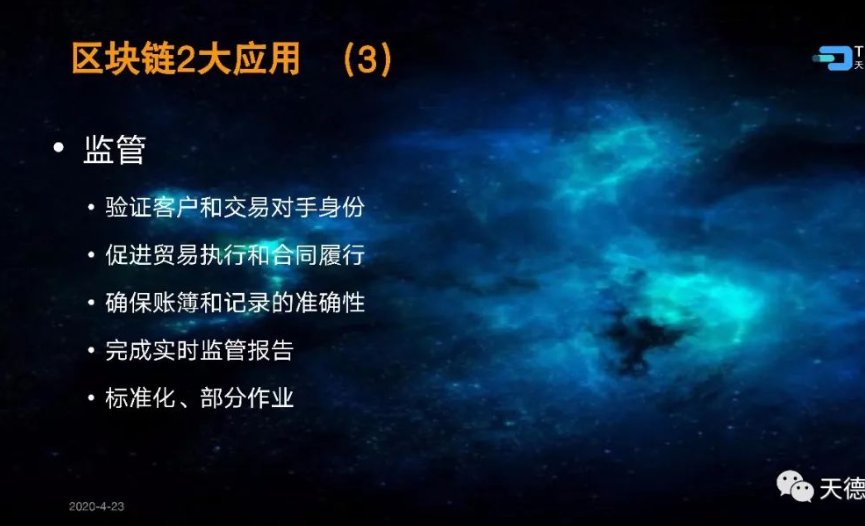 区块链2大应用 （3）
T
天
• 监管
• 验证客户和交易对手身份
• 促进贸易执行和合同履行
• 确保账簿和记录的准确性
• 完成实时监管报告
• 标准化、部分作业
2020-4-23
天德